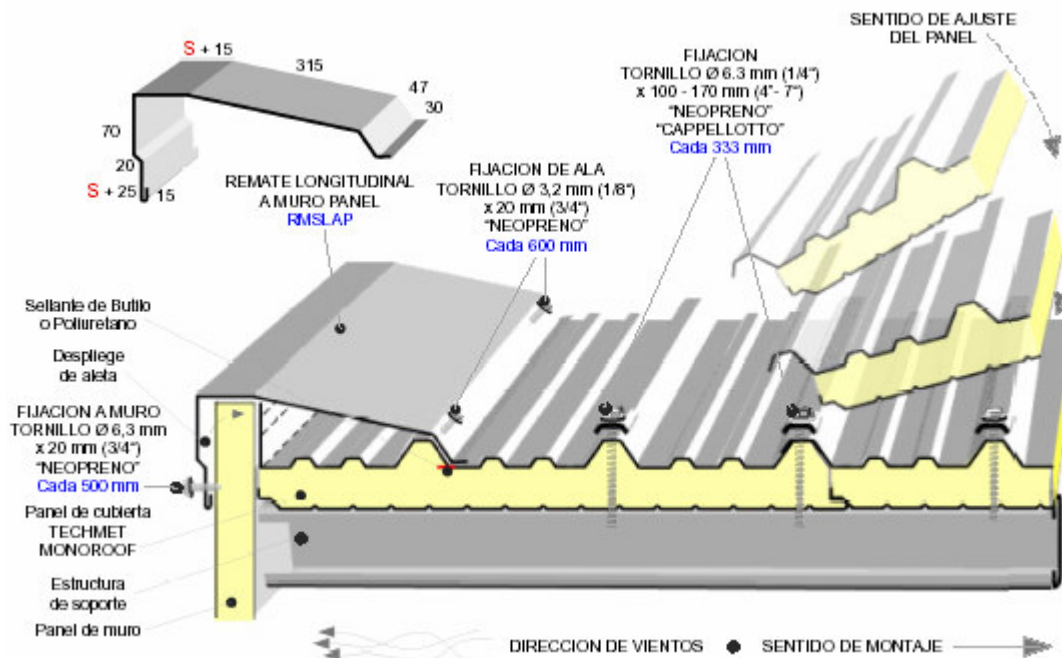 S + 15
315
47
30
70
20
S + 25
15
SENTIDO DE AJUSTE
DEL PANEL
FIJACION
TORNILLO Ø 6.3 mm (1/4")
x 100 - 170 mm (4"- 7")
"NEOPRENO"
"CAPPELLOTTO"
Cada 333 mm
FIJACION DE ALA
TORNILLO Ø 3,2 mm (1/8")
x 20 mm (3/4")
"NEOPRENO"
Cada 600 mm
REMATE LONGITUDINAL
A MURO PANEL
RMSLAP
Sellante de Butilo
o Poliuretano
Despliege
de aleta
FIJACION A MURO
TORNILLO Ø 6,3 mm
x 20 mm (3/4")
"NEOPRENO"
Cada 500 mm
Panel de cubierta
TECHMET
MONOROOF
Estructura
de soporte
Panel de muro
DIRECCION DE VIENTOS
SENTIDO DE MONTAJE